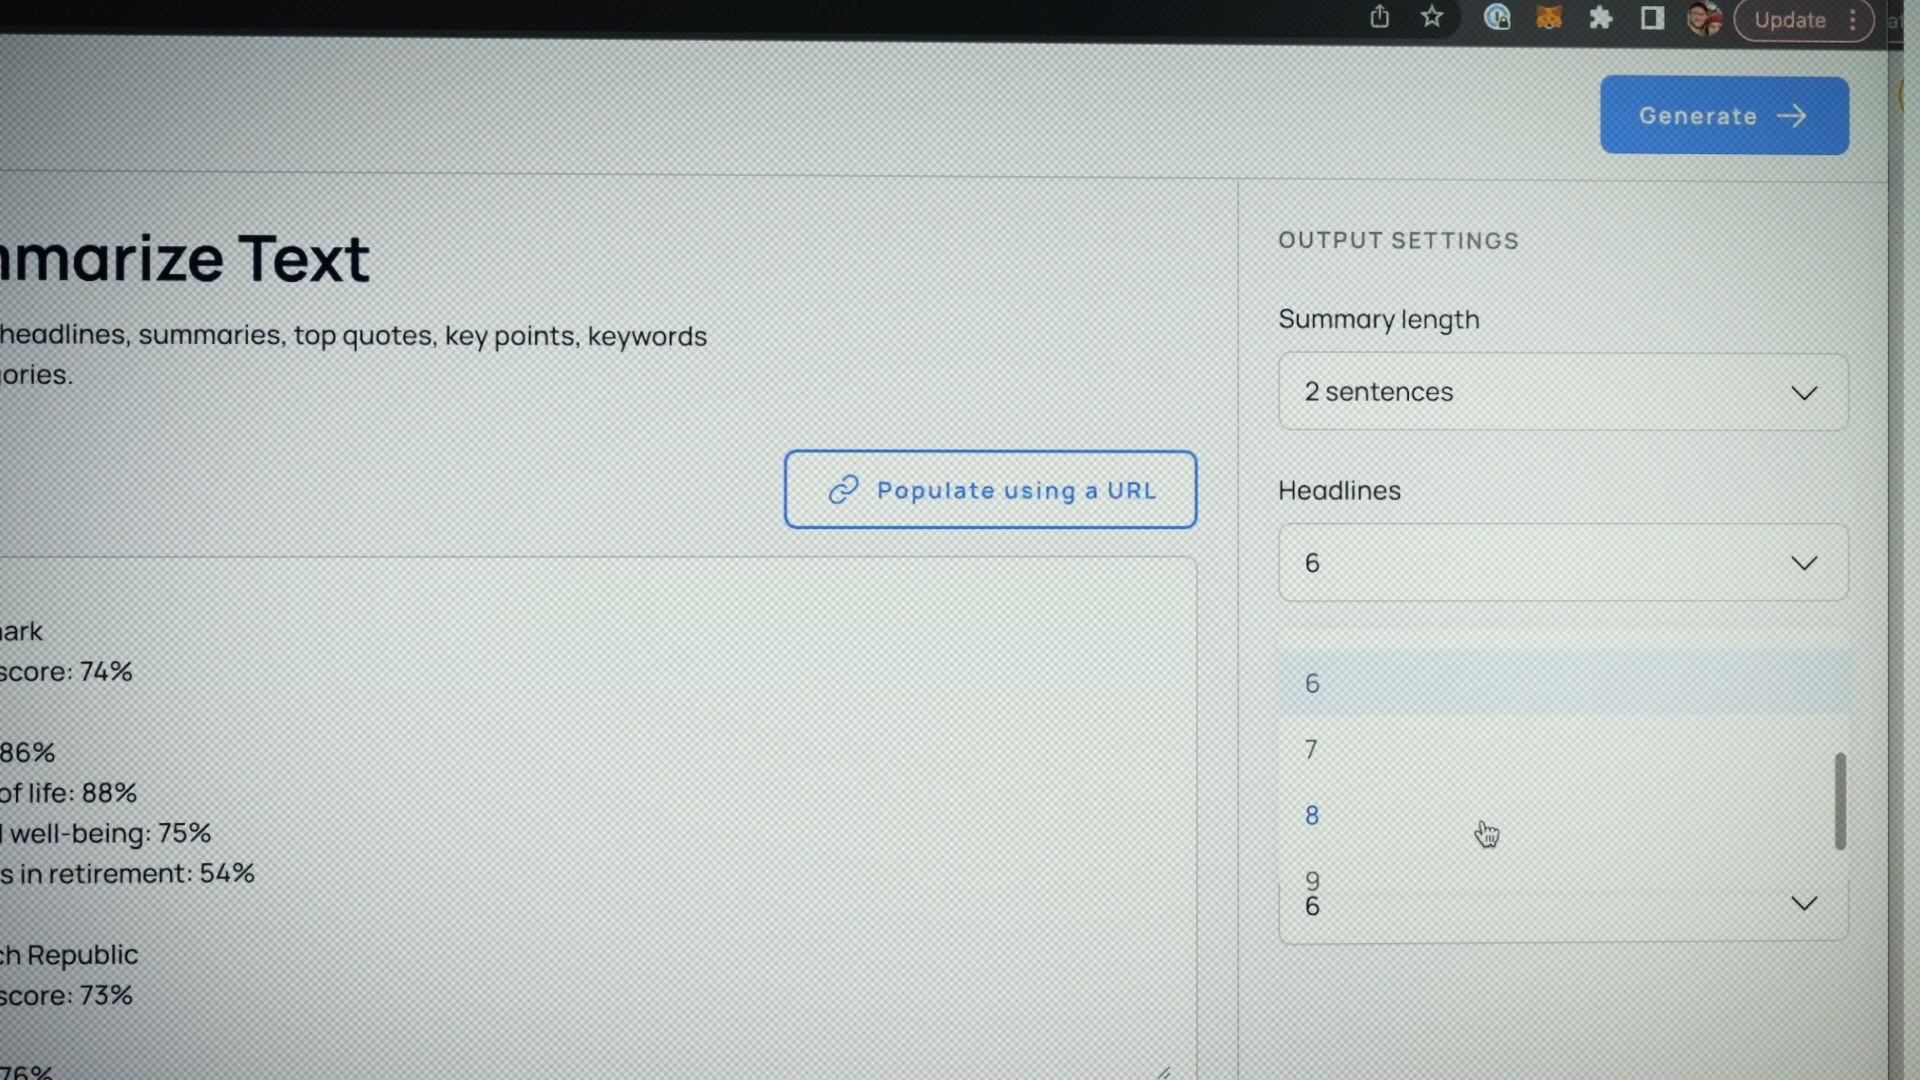 Update
Generate
mmarize Text
headlines, summaries, top quotes, key points, keywords
ories.
Populate using a URL
ark
score: 74%
86%
of life: 88%
well-being: 75%
s in retirement: 54%
ch Republic
score: 73%
76%
OUTPUT SETTINGS
Summary length
2 sentences
Headlines
6
6
7
8
9
6